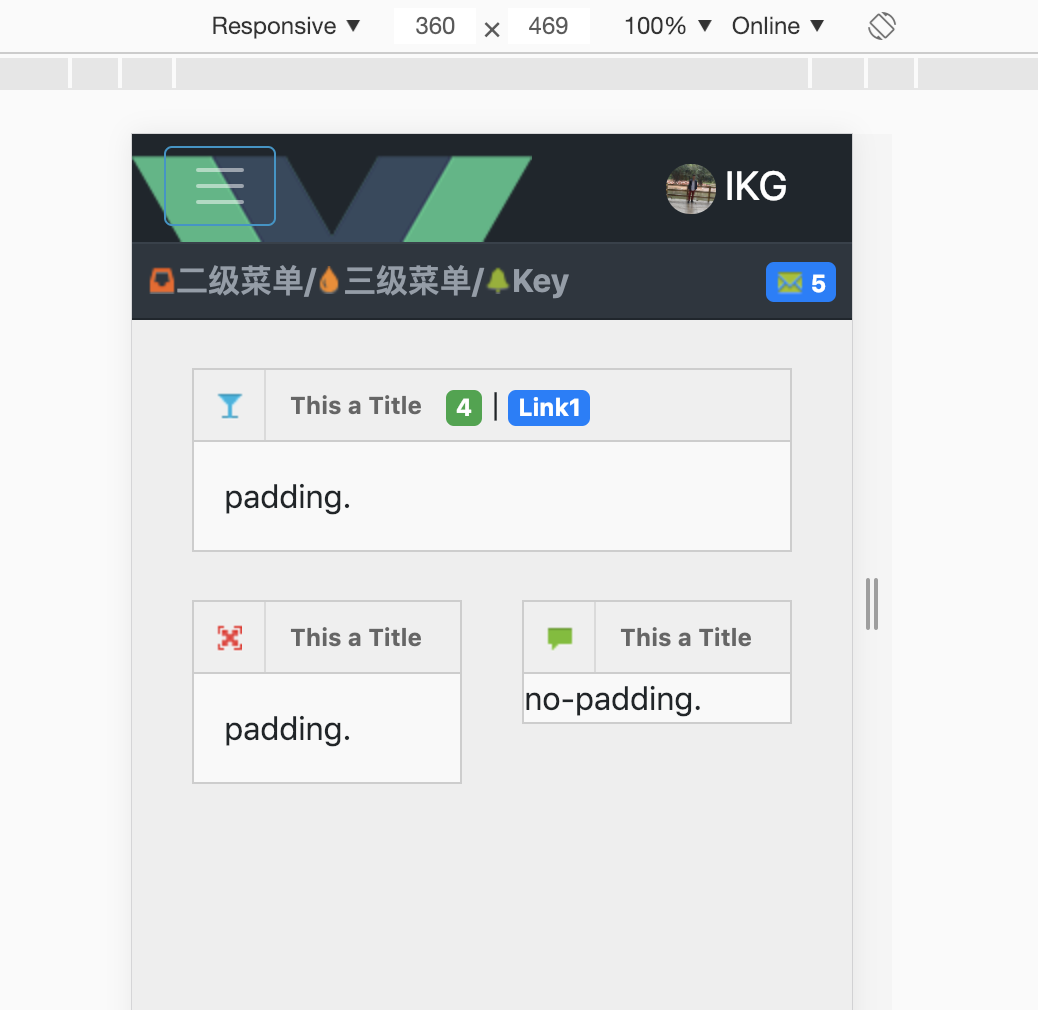 Responsive ▼ 360 × 469 100% ▼ Online ▼
IKG
二级菜单/三级菜单/Key 5
This a Title 4 | Link1
padding.
This a Title
padding.
This a Title
no-padding.